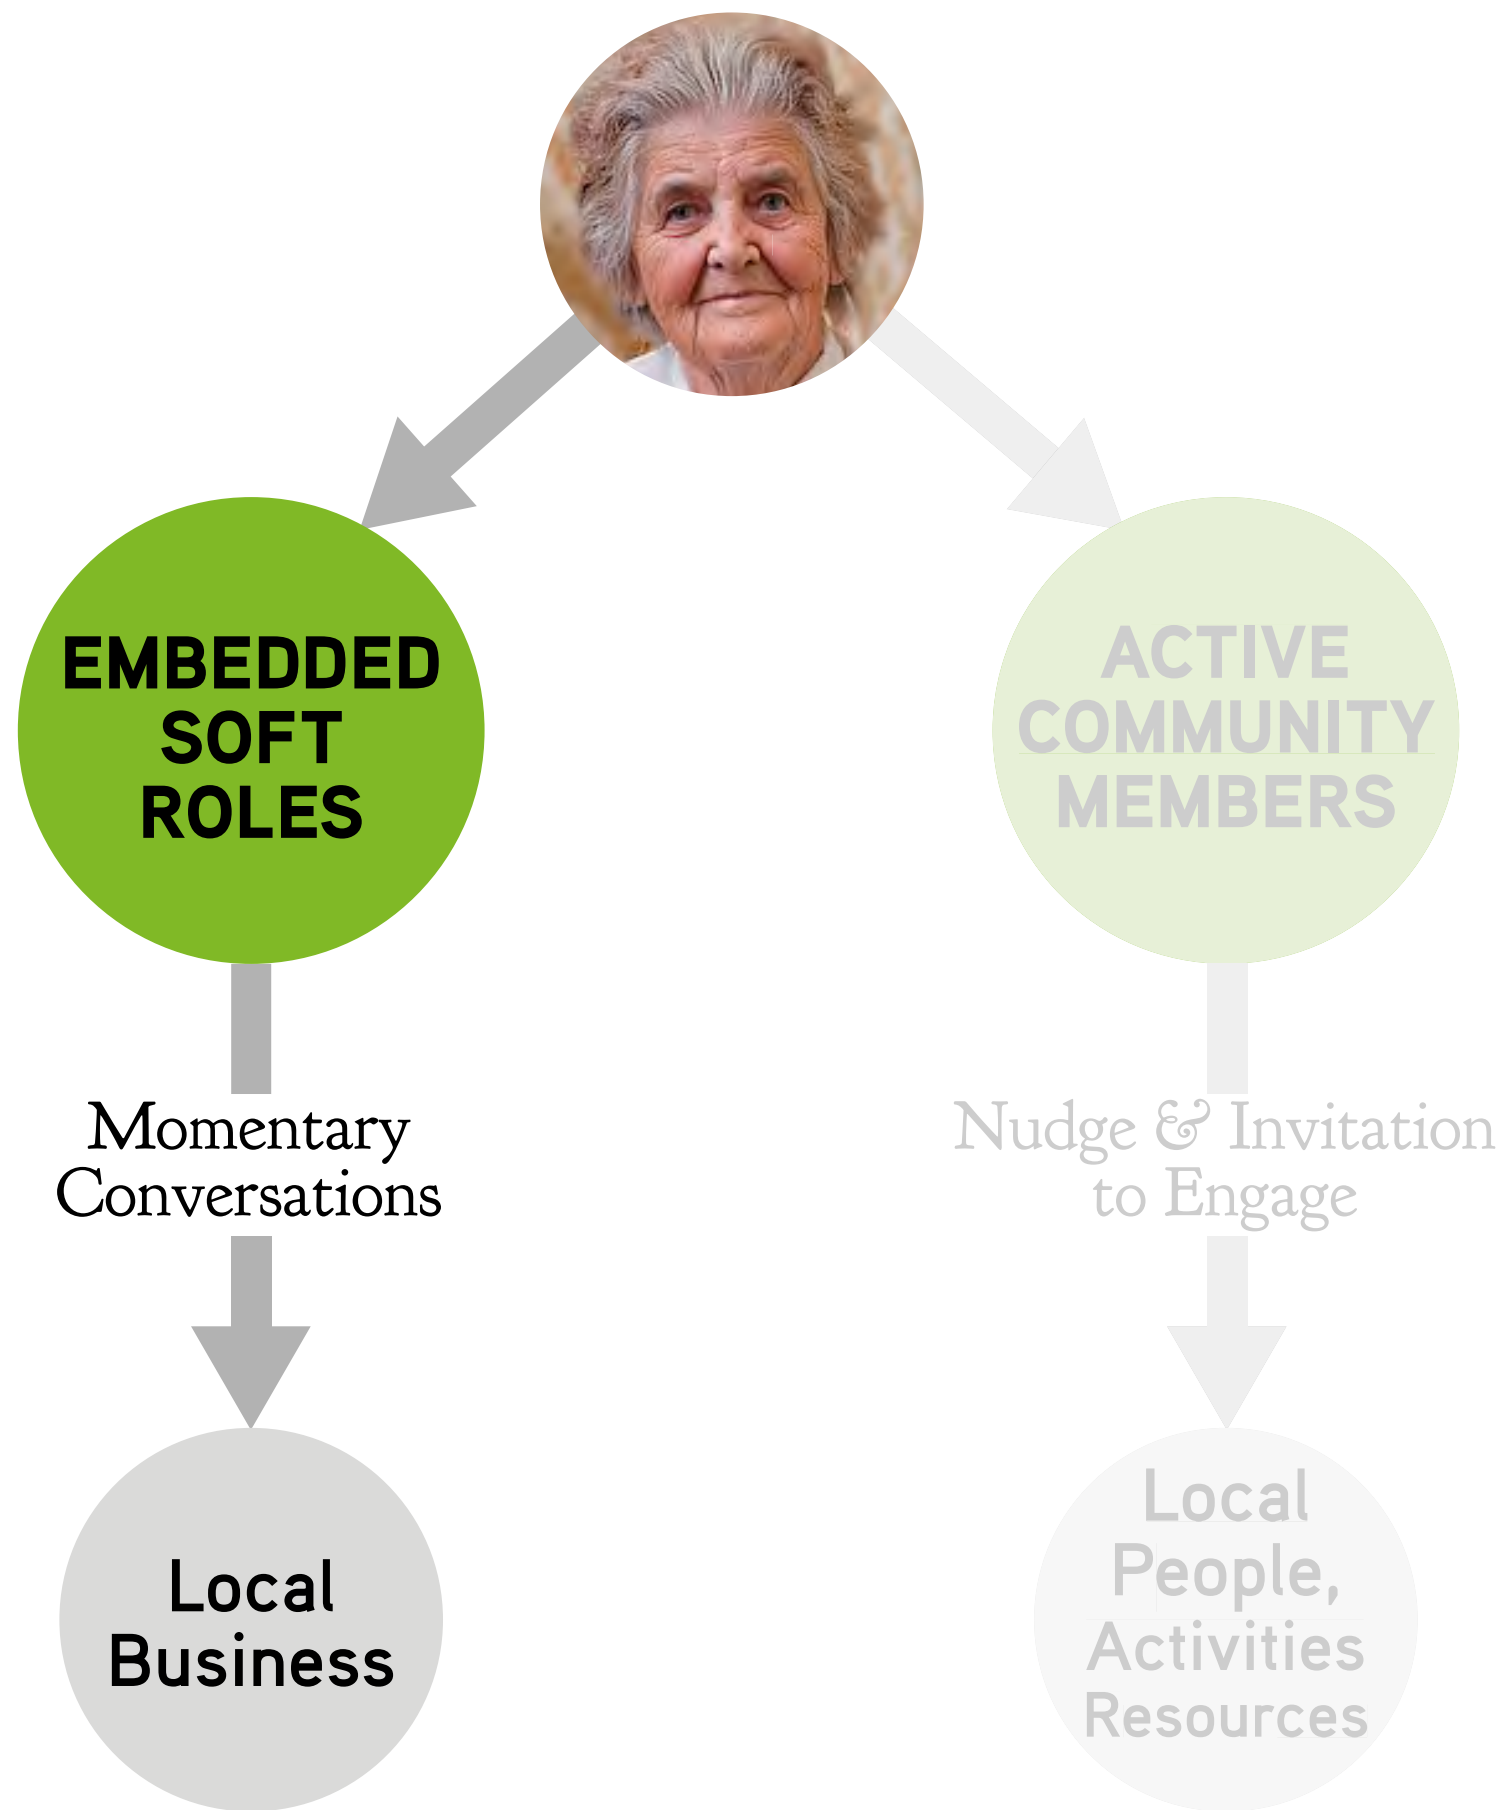 EMBEDDED
SOFT
ROLES
Momentary
Conversations
Local
Business
ACTIVE
COMMUNITY
MEMBERS
Nudge & Invitation
to Engage
Local
People,
Activities
Resources